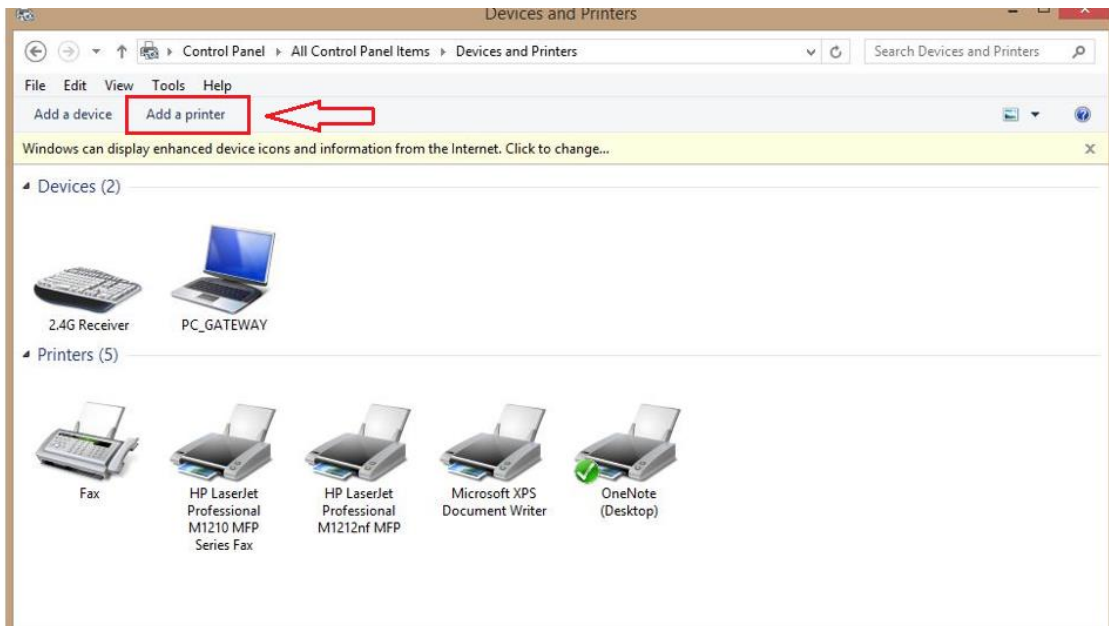 Devices and Printers
Control Panel ▸ All Control Panel Items ▸ Devices and Printers
Search Devices and Printers
File Edit View Tools Help
Add a device Add a printer
Windows can display enhanced device icons and information from the Internet. Click to change...
Devices (2)
2.4G Receiver
PC_GATEWAY
Printers (5)
Fax
HP LaserJet
Professional
M1210 MFP
Series Fax
HP LaserJet
Professional
M1212nf MFP
Microsoft XPS
Document Writer
OneNote
(Desktop)